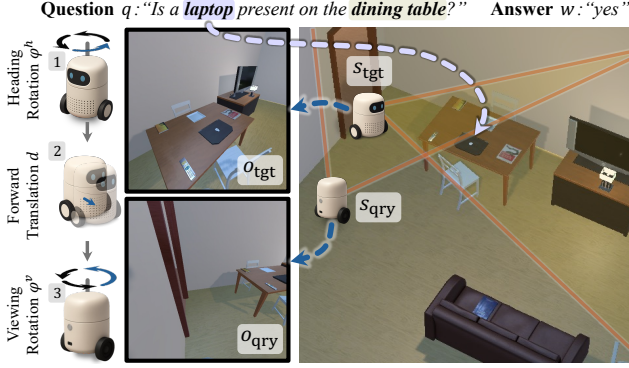 Question q:“Is a laptop present on the dining table?” Answer w:“yes”
Heading
Rotation φʰ
1
Forward
Translation d
2
Viewing
Rotation φᵛ
3
o_tgt
o_qry
s_tgt
s_qry